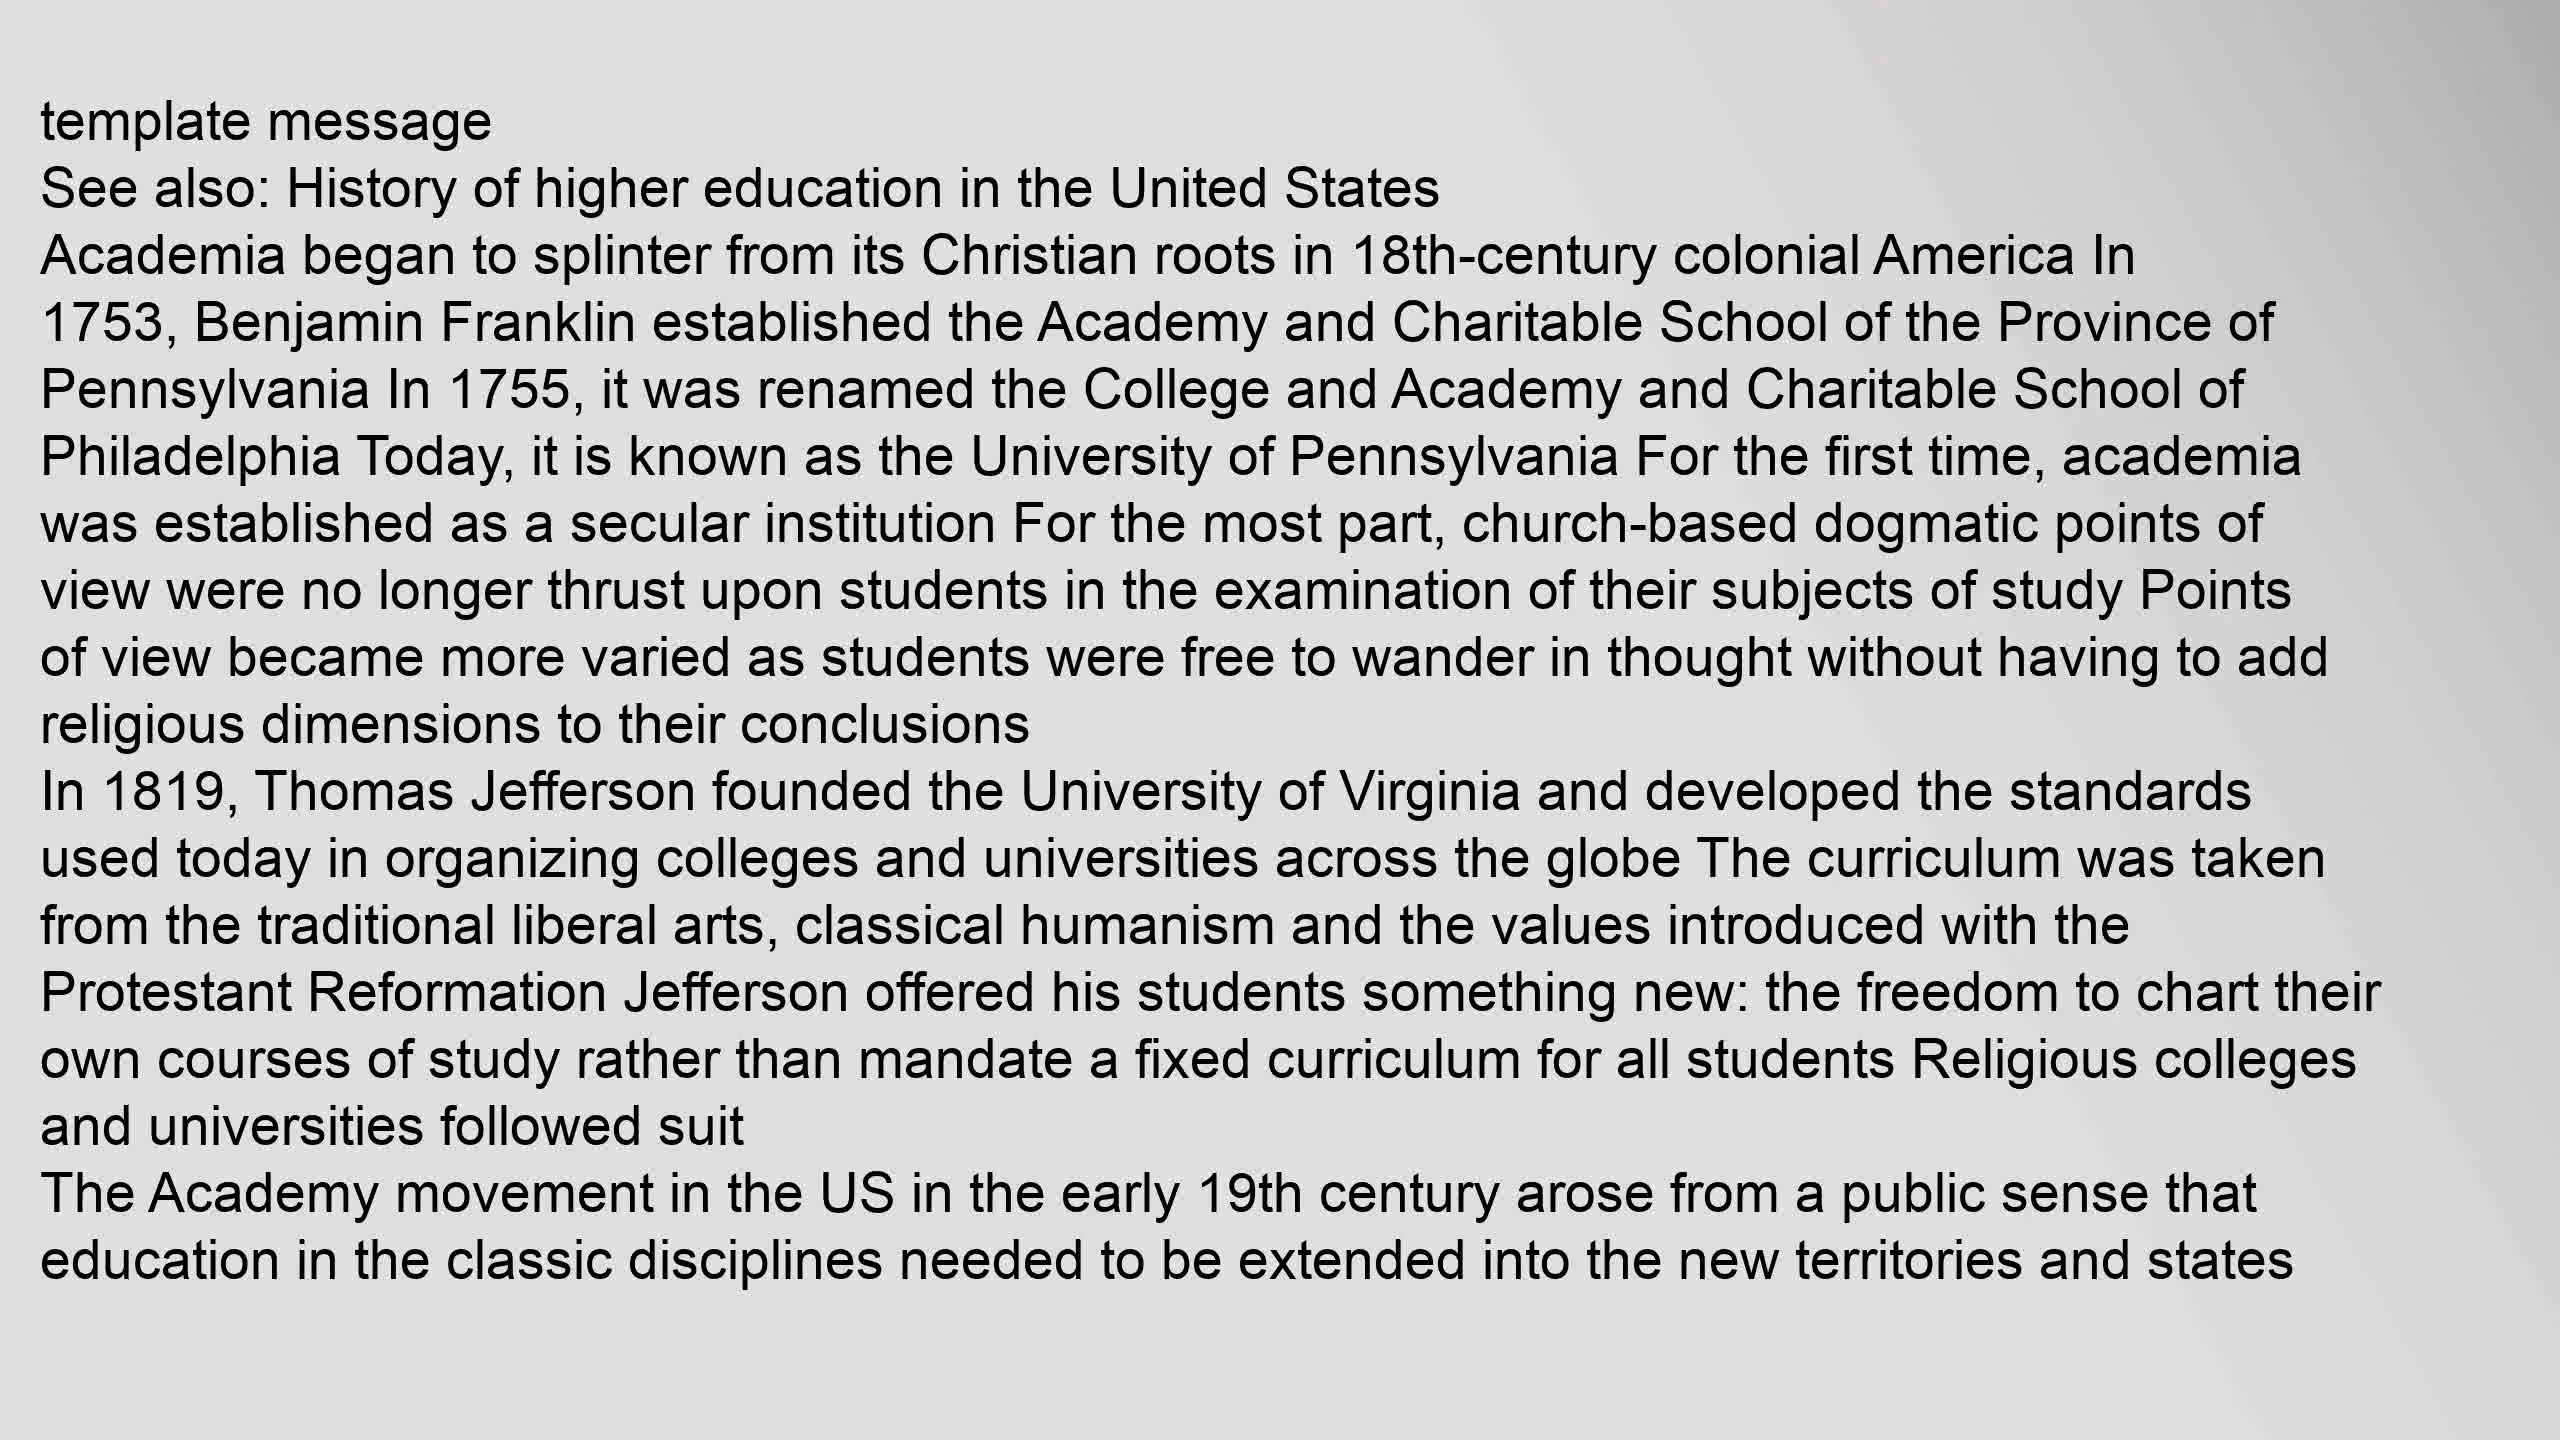 template message
See also: History of higher education in the United States
Academia began to splinter from its Christian roots in 18th-century colonial America In
1753, Benjamin Franklin established the Academy and Charitable School of the Province of
Pennsylvania In 1755, it was renamed the College and Academy and Charitable School of
Philadelphia Today, it is known as the University of Pennsylvania For the first time, academia
was established as a secular institution For the most part, church-based dogmatic points of
view were no longer thrust upon students in the examination of their subjects of study Points
of view became more varied as students were free to wander in thought without having to add
religious dimensions to their conclusions
In 1819, Thomas Jefferson founded the University of Virginia and developed the standards
used today in organizing colleges and universities across the globe The curriculum was taken
from the traditional liberal arts, classical humanism and the values introduced with the
Protestant Reformation Jefferson offered his students something new: the freedom to chart their
own courses of study rather than mandate a fixed curriculum for all students Religious colleges
and universities followed suit
The Academy movement in the US in the early 19th century arose from a public sense that
education in the classic disciplines needed to be extended into the new territories and states